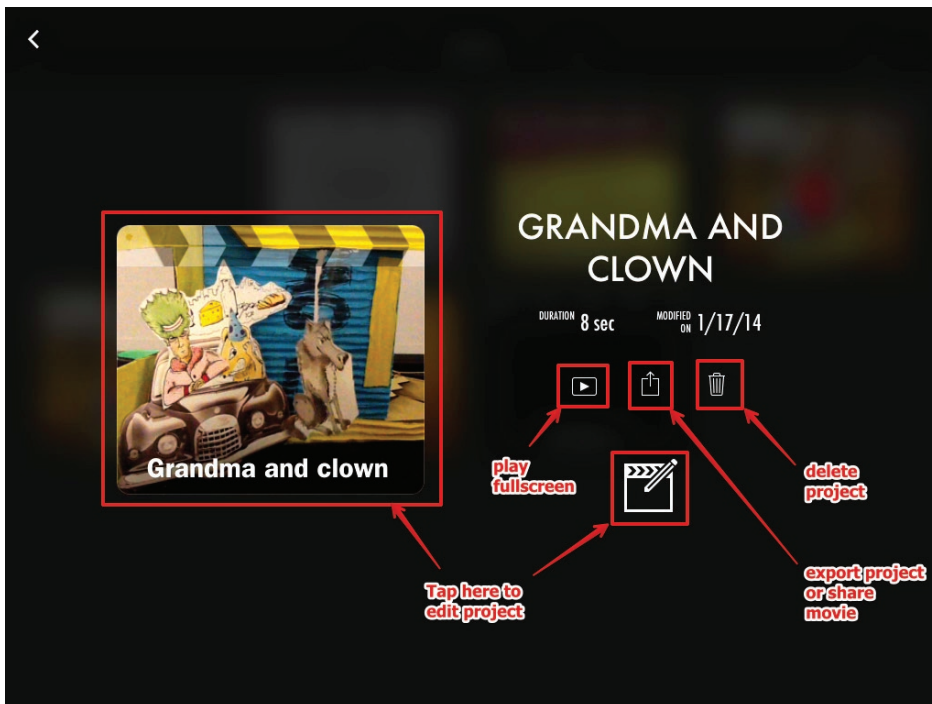 GRANDMA AND
CLOWN
DURATION 8 sec
MODIFIED ON 1/17/14
Grandma and clown
play
fullscreen
delete
project
Tap here to
edit project
export project
or share
movie